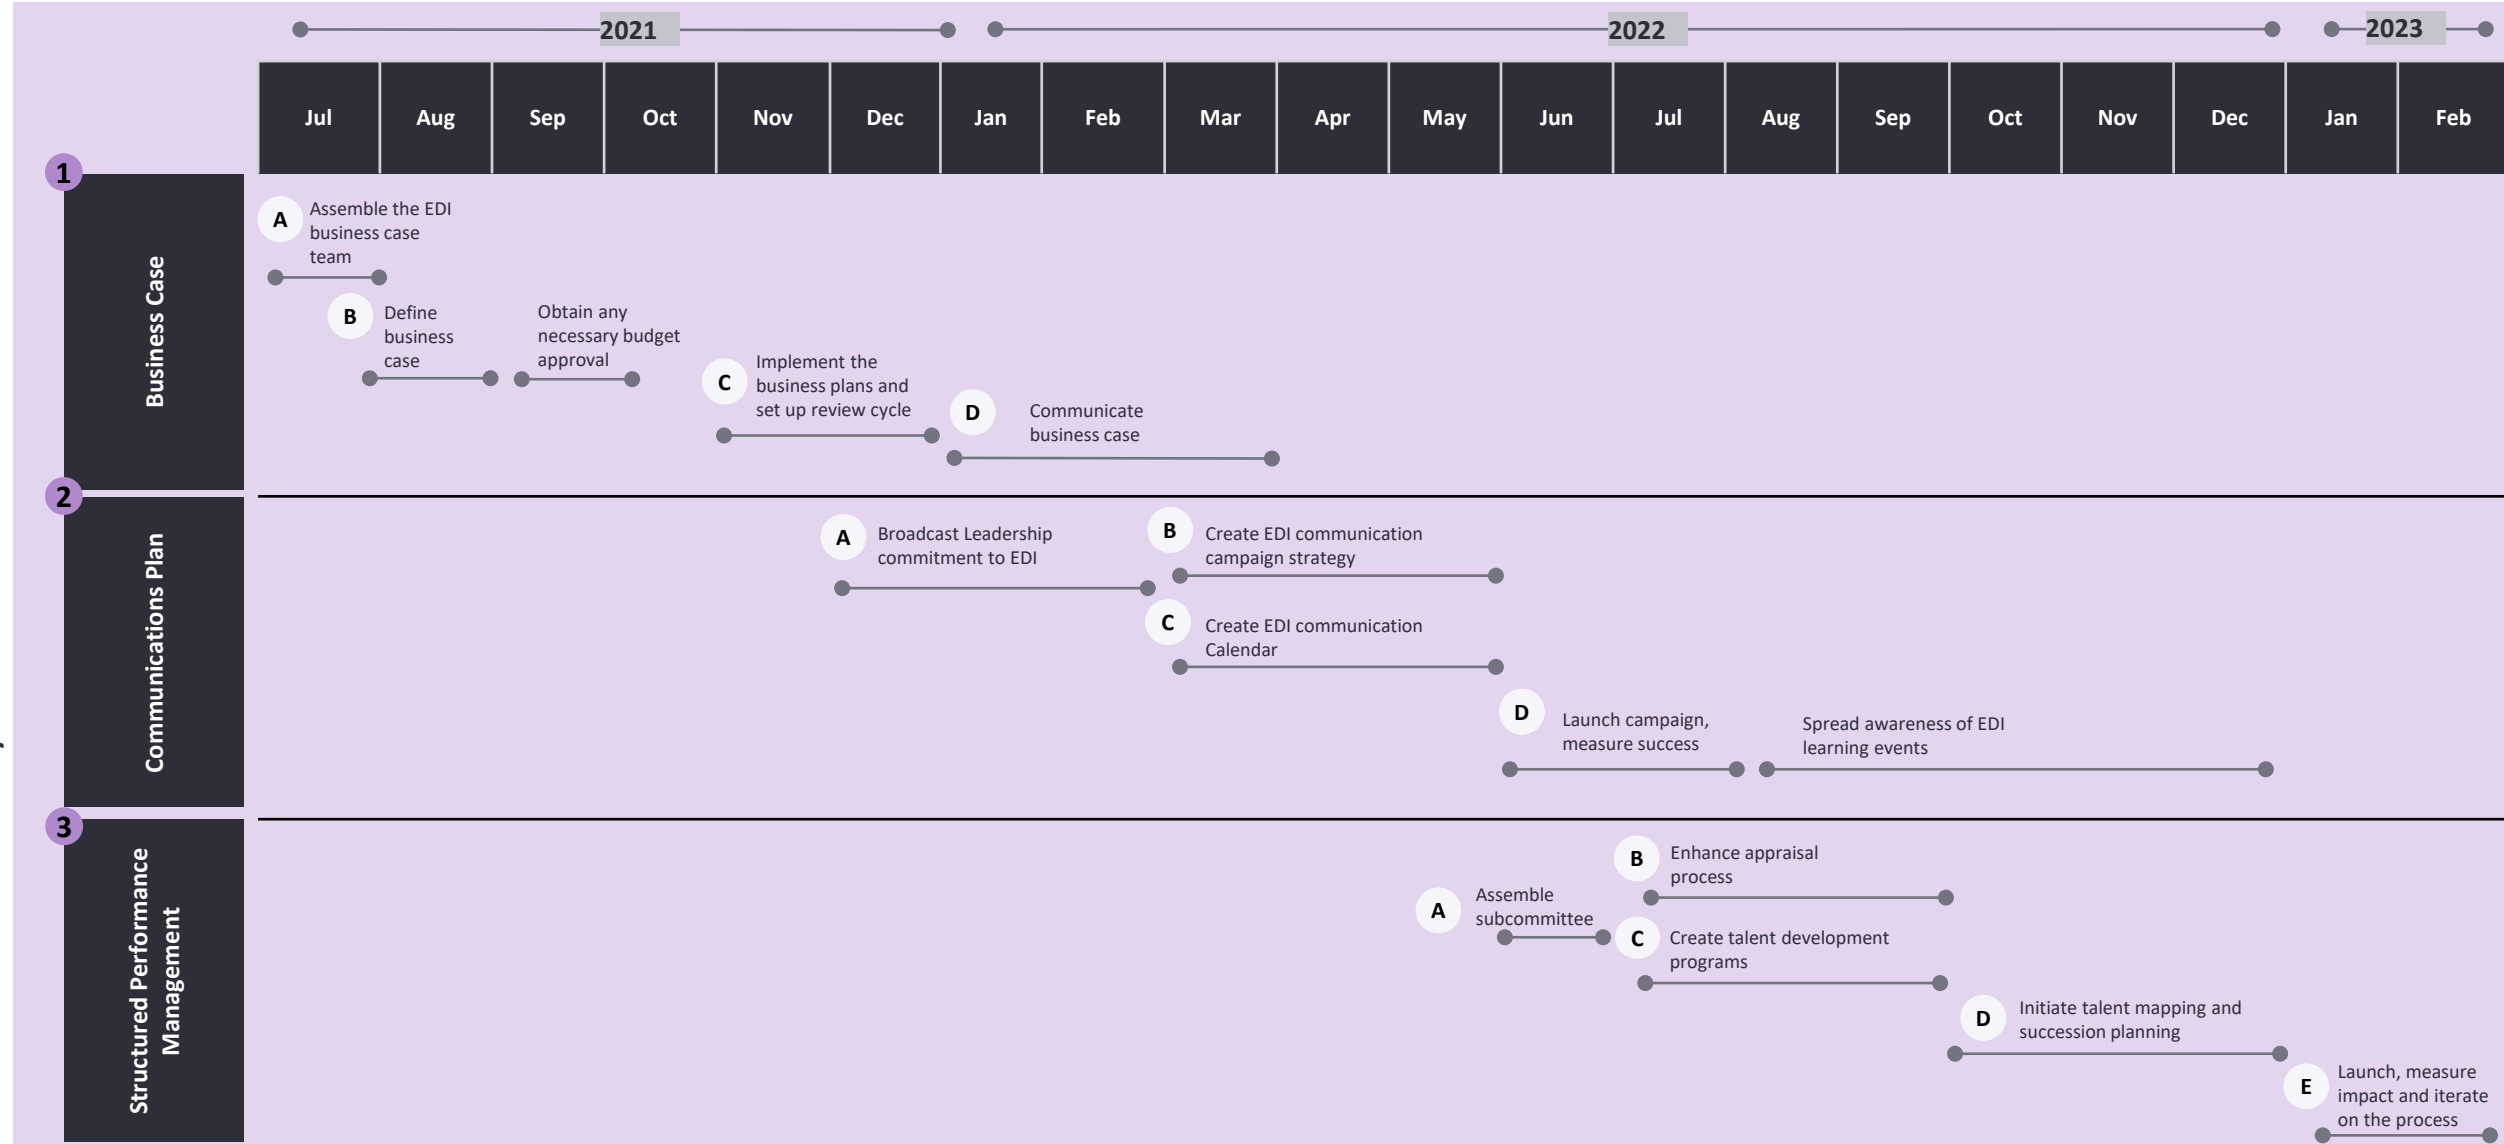 2021
2022
2023
Jul
Aug
Sep
Oct
Nov
Dec
Jan
Feb
Mar
Apr
May
Jun
Jul
Aug
Sep
Oct
Nov
Dec
Jan
Feb
1
Business Case
A
Assemble the EDI
business case
team
B
Define
business
case
Obtain any
necessary budget
approval
C
Implement the
business plans and
set up review cycle
D
Communicate
business case
2
Communications Plan
A
Broadcast Leadership
commitment to EDI
B
Create EDI communication
campaign strategy
C
Create EDI communication
Calendar
D
Launch campaign,
measure success
Spread awareness of EDI
learning events
3
Structured Performance
Management
A
Assemble
subcommittee
B
Enhance appraisal
process
C
Create talent development
programs
D
Initiate talent mapping and
succession planning
E
Launch, measure
impact and iterate
on the process